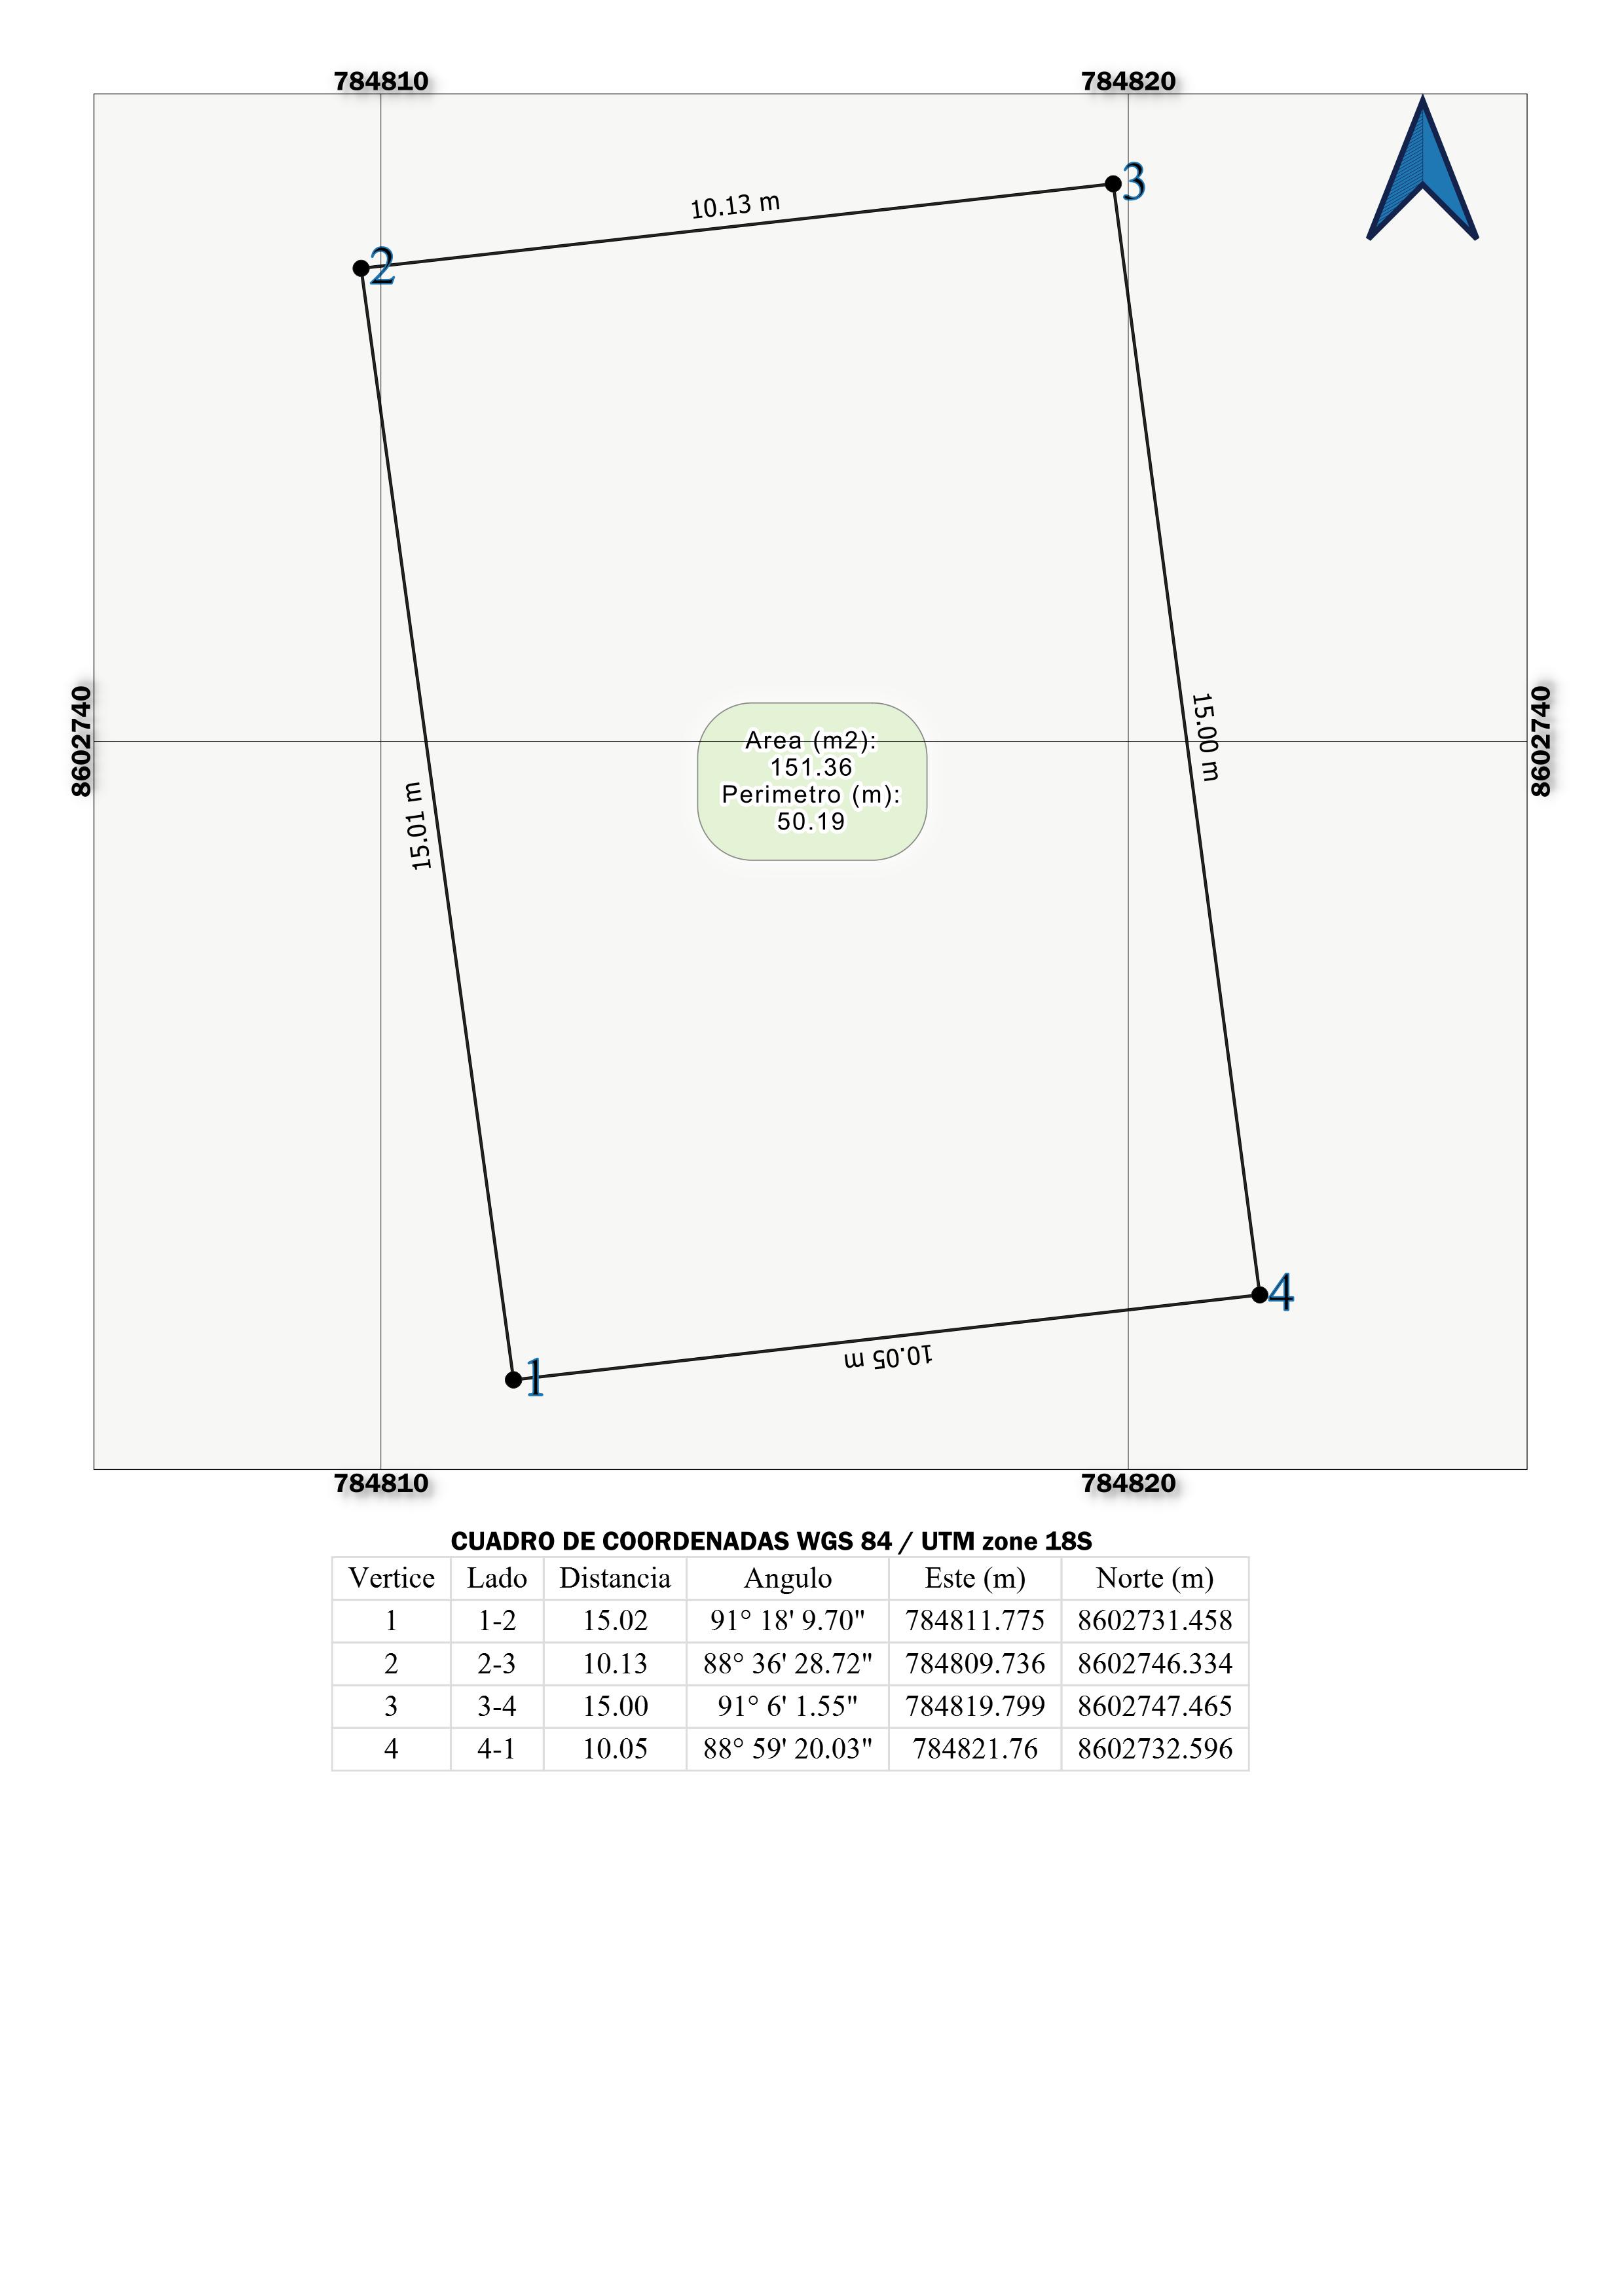 784810 784820
3
10.13 m
2
15.00 m
8602740 8602740
Area (m2):
151.36
Perimetro (m):
50.19
15.01 m
4
10.05 m
1
784810 784820
CUADRO DE COORDENADAS WGS 84 / UTM zone 18S
Vertice Lado Distancia Angulo Este (m) Norte (m)
1 1-2 15.02 91° 18' 9.70" 784811.775 8602731.458
2 2-3 10.13 88° 36' 28.72" 784809.736 8602746.334
3 3-4 15.00 91° 6' 1.55" 784819.799 8602747.465
4 4-1 10.05 88° 59' 20.03" 784821.76 8602732.596